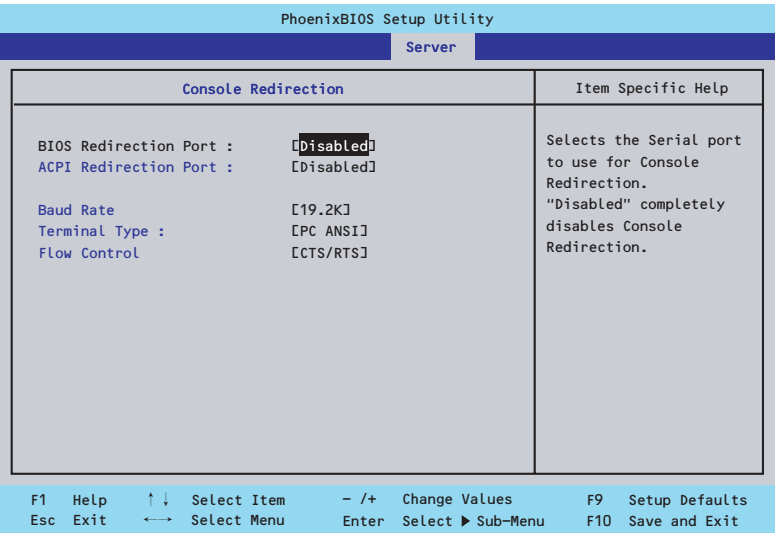 PhoenixBIOS Setup Utility
Server
Console Redirection
Item Specific Help
BIOS Redirection Port : [Disabled]
ACPI Redirection Port : [Disabled]
Baud Rate [19.2K]
Terminal Type : [PC ANSI]
Flow Control [CTS/RTS]
Selects the Serial port
to use for Console
Redirection.
"Disabled" completely
disables Console
Redirection.
F1 Help ↑↓ Select Item - /+ Change Values F9 Setup Defaults
Esc Exit ←→ Select Menu Enter Select ▶ Sub-Menu F10 Save and Exit